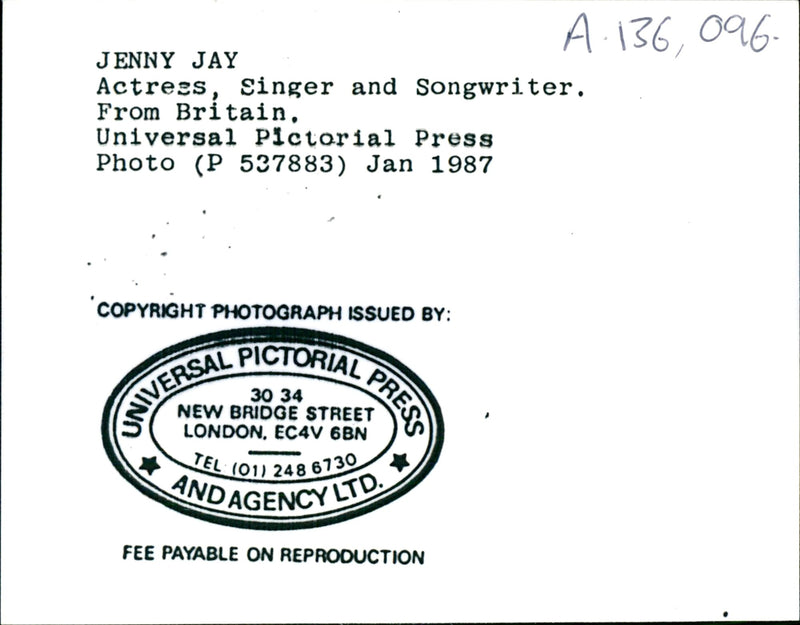 A.136,096.
JENNY JAY
Actress, Singer and Songwriter.
From Britain.
Universal Pictorial Press
Photo (P 537883) Jan 1987
COPYRIGHT PHOTOGRAPH ISSUED BY:
UNIVERSAL PICTORIAL PRESS
30 34
NEW BRIDGE STREET
LONDON, EC4V 6BN
TEL (01) 248 6730
AND AGENCY LTD.
FEE PAYABLE ON REPRODUCTION